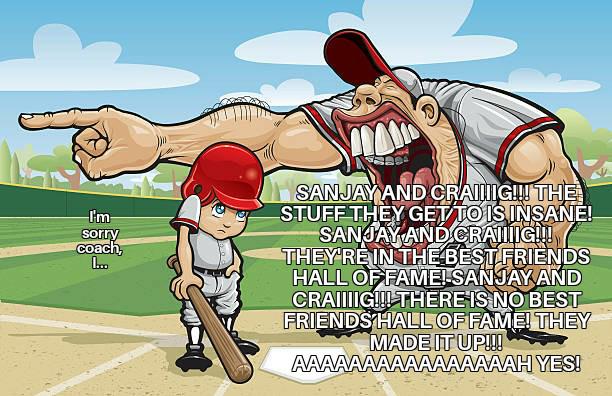 I'm
sorry
coach,
I...
SANJAY AND CRAIIIIG!!! THE
STUFF THEY GET TO IS INSANE!
SANJAY AND CRAIIIIG!!!
THEY'RE IN THE BEST FRIENDS
HALL OF FAME! SANJAY AND
CRAIIIIG!!! THERE IS NO BEST
FRIENDS HALL OF FAME! THEY
MADE IT UP!!!
AAAAAAAAAAAAAAAAH YES!